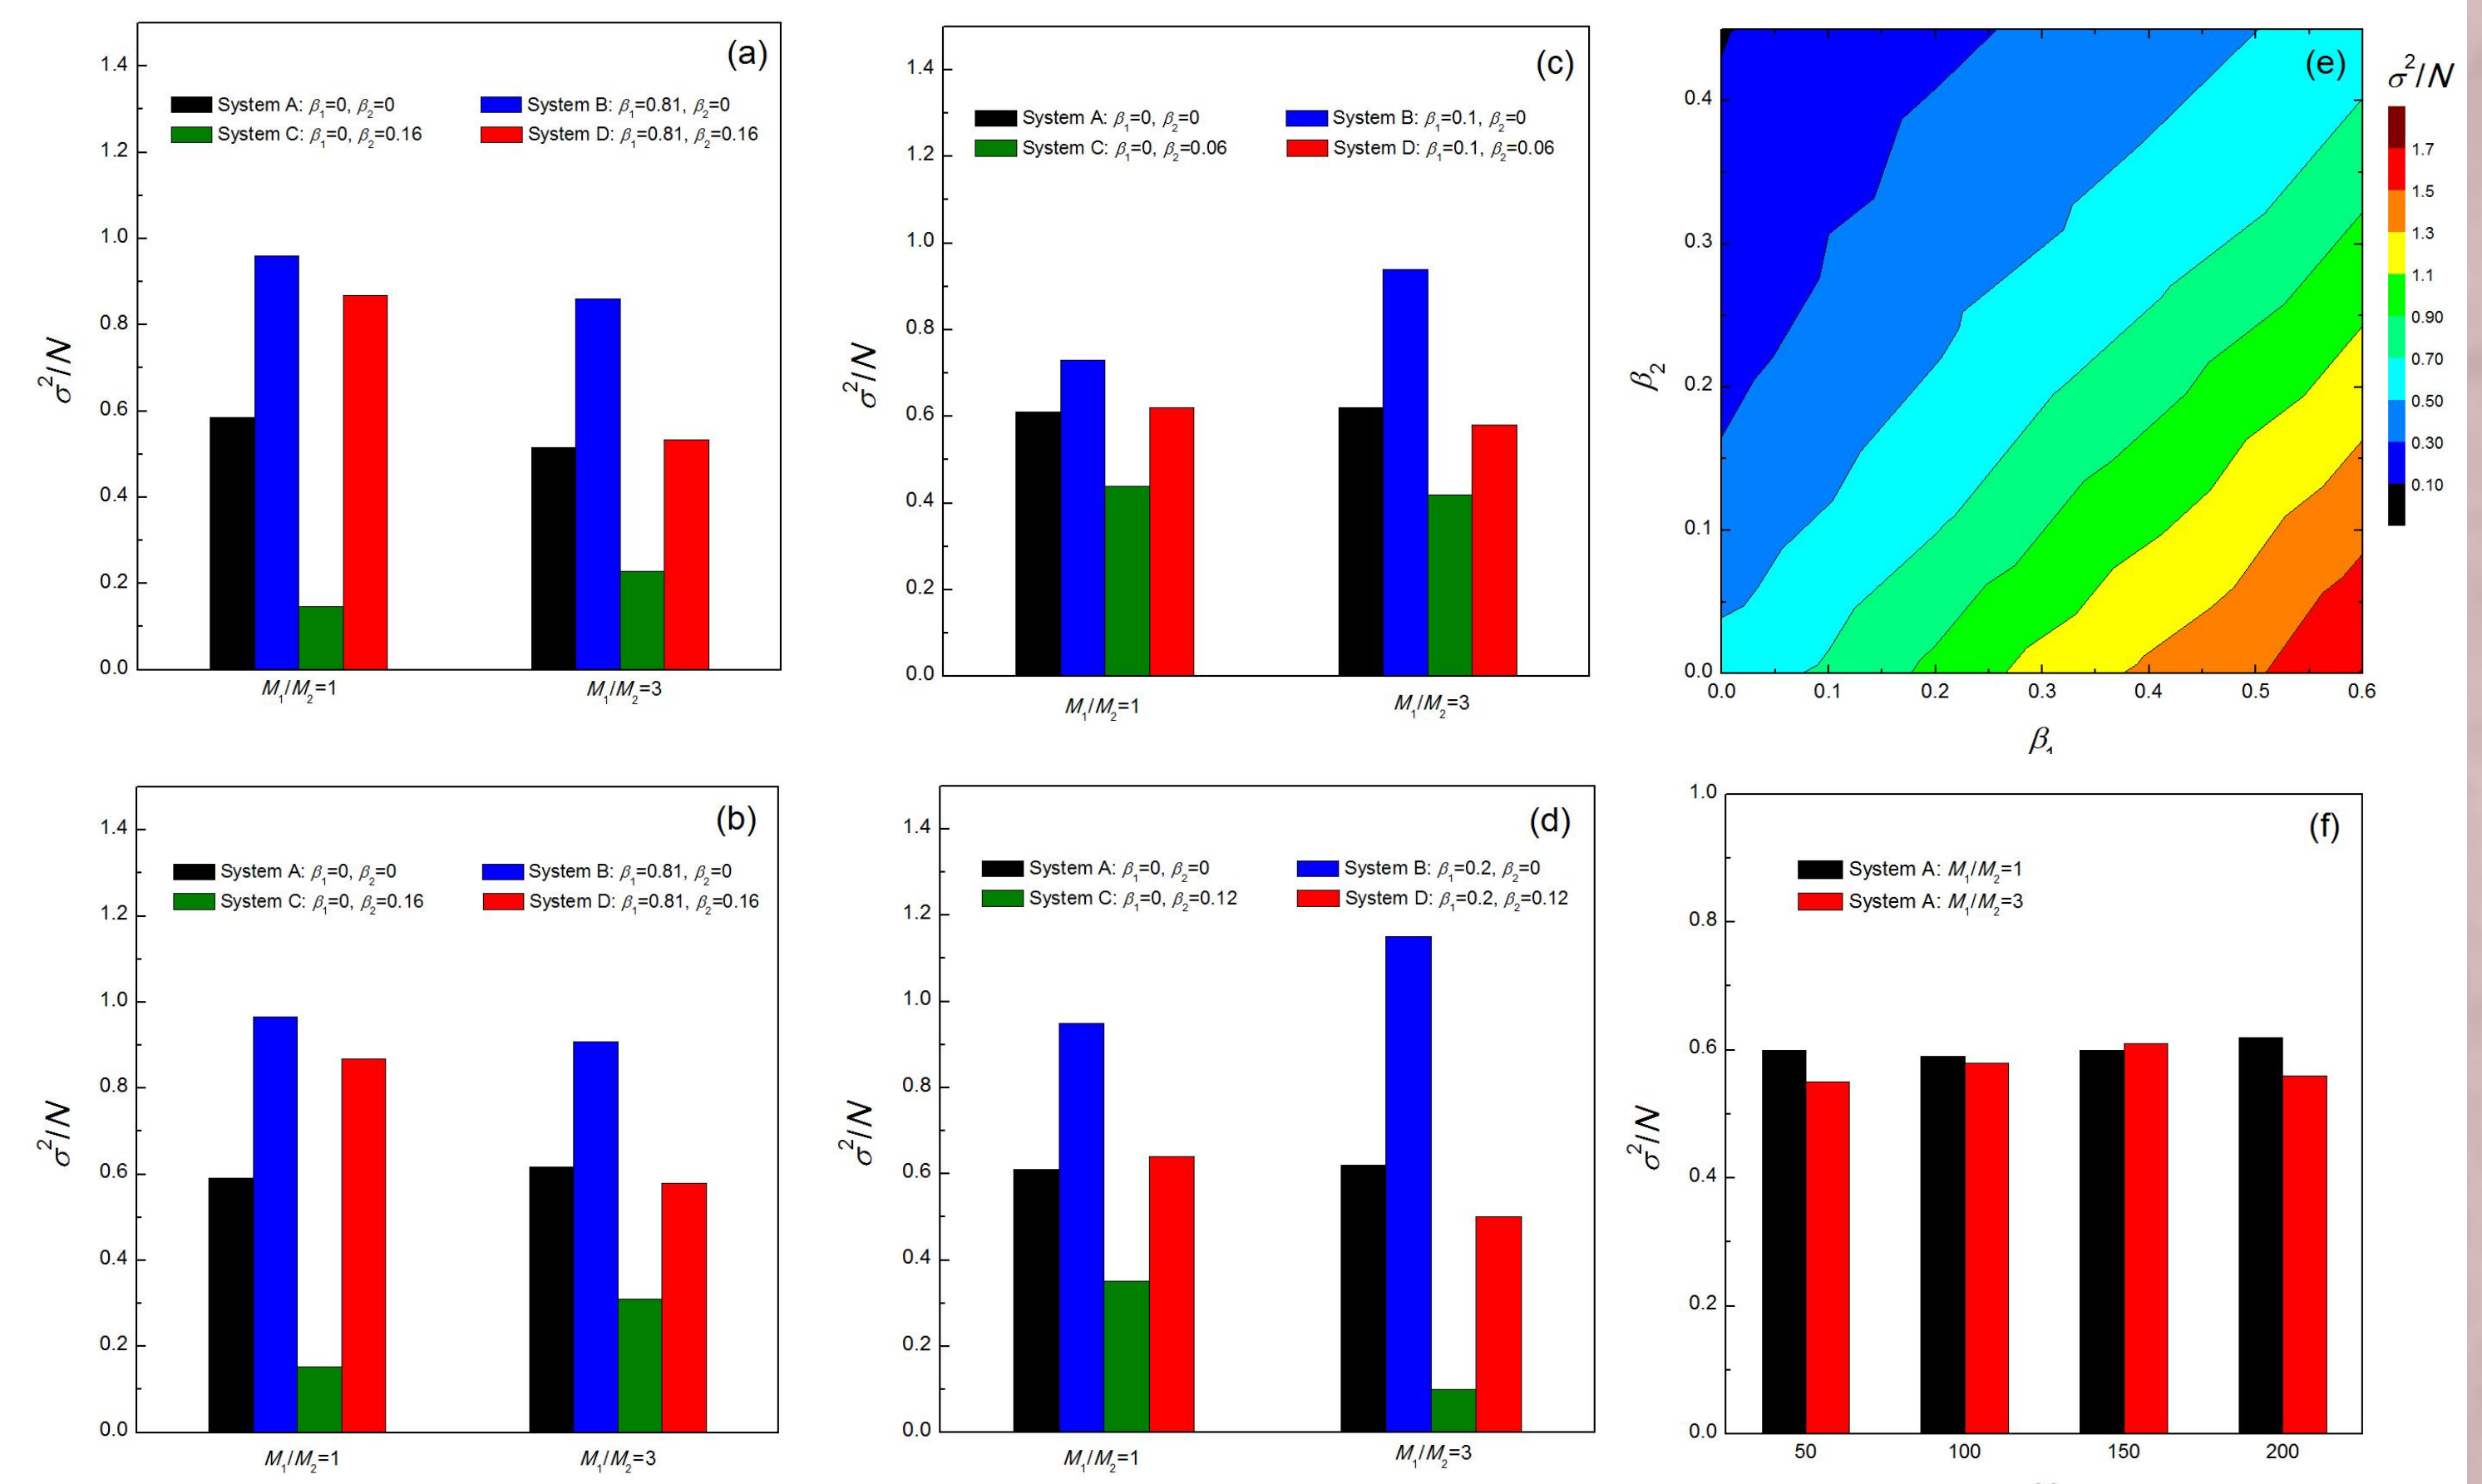 (a)
1.4
1.2
1.0
0.8
0.6
0.4
0.2
0.0
σ²/N
System A: β₁=0, β₂=0
System B: β₁=0.81, β₂=0
System C: β₁=0, β₂=0.16
System D: β₁=0.81, β₂=0.16
M₁/M₂=1
M₁/M₂=3
(c)
1.4
1.2
1.0
0.8
0.6
0.4
0.2
0.0
σ²/N
System A: β₁=0, β₂=0
System B: β₁=0.1, β₂=0
System C: β₁=0, β₂=0.06
System D: β₁=0.1, β₂=0.06
M₁/M₂=1
M₁/M₂=3
(e)
0.4
0.3
0.2
0.1
0.0
β₂
0.0 0.1 0.2 0.3 0.4 0.5 0.6
β₁
σ²/N
1.7
1.5
1.3
1.1
0.90
0.70
0.50
0.30
0.10
(b)
1.4
1.2
1.0
0.8
0.6
0.4
0.2
0.0
σ²/N
System A: β₁=0, β₂=0
System B: β₁=0.81, β₂=0
System C: β₁=0, β₂=0.16
System D: β₁=0.81, β₂=0.16
M₁/M₂=1
M₁/M₂=3
(d)
1.4
1.2
1.0
0.8
0.6
0.4
0.2
0.0
σ²/N
System A: β₁=0, β₂=0
System B: β₁=0.2, β₂=0
System C: β₁=0, β₂=0.12
System D: β₁=0.2, β₂=0.12
M₁/M₂=1
M₁/M₂=3
(f)
1.0
0.8
0.6
0.4
0.2
0.0
σ²/N
System A: M₁/M₂=1
System A: M₁/M₂=3
50 100 150 200